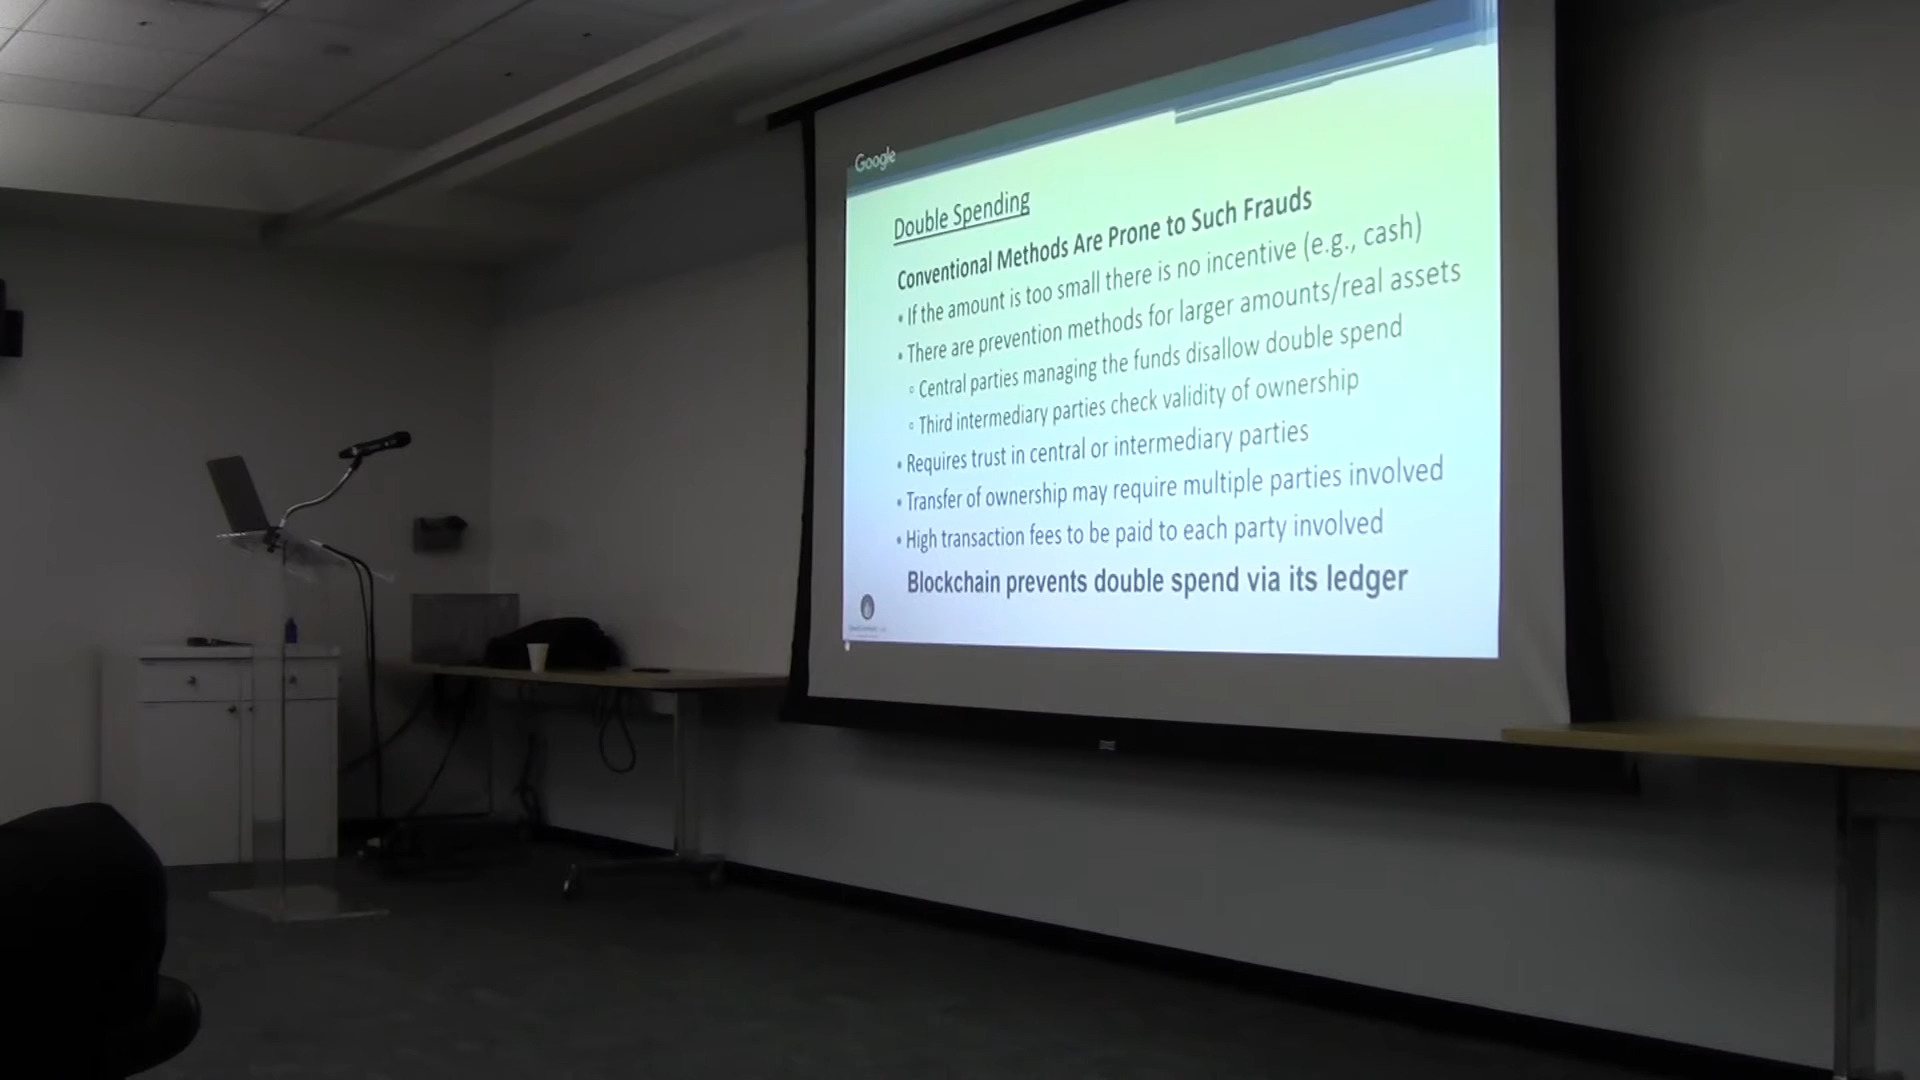 Google
Double Spending
Conventional Methods Are Prone to Such Frauds
• If the amount is too small there is no incentive (e.g., cash)
• There are prevention methods for larger amounts/real assets
◦ Central parties managing the funds disallow double spend
◦ Third intermediary parties check validity of ownership
• Requires trust in central or intermediary parties
• Transfer of ownership may require multiple parties involved
• High transaction fees to be paid to each party involved
Blockchain prevents double spend via its ledger